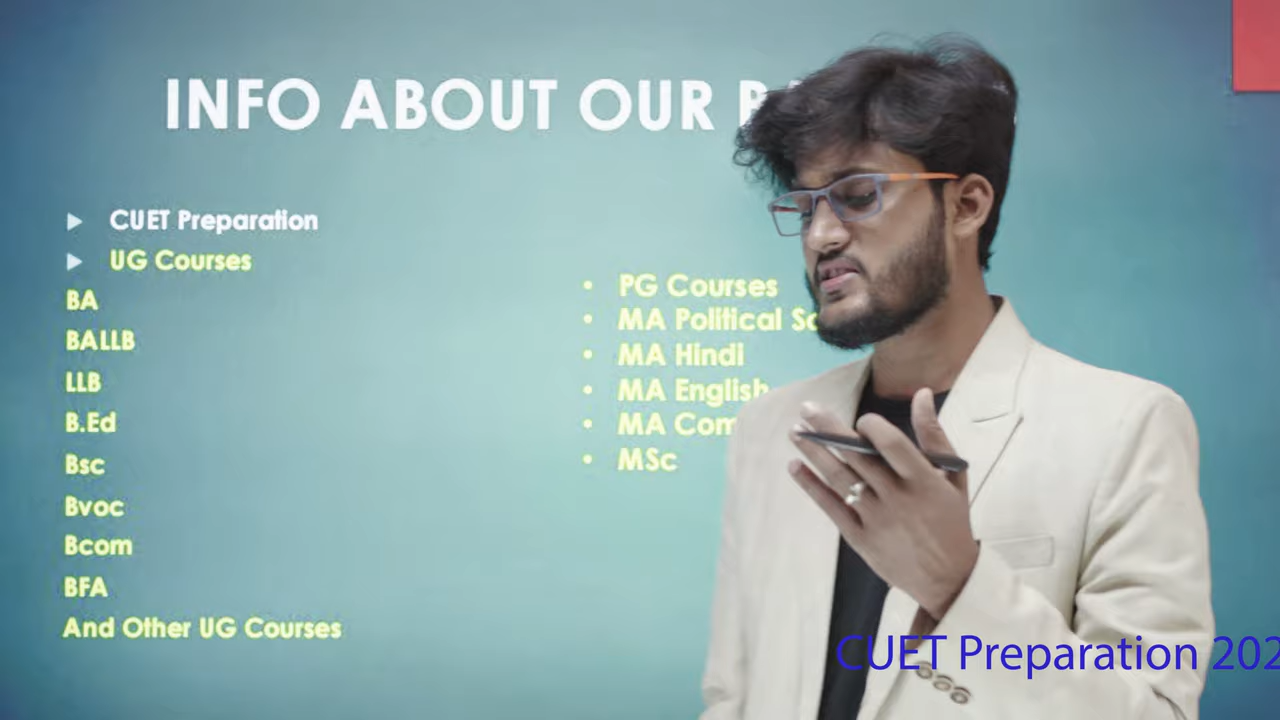 INFO ABOUT OUR
CUET Preparation
UG Courses
BA
BALLB
LLB
B.Ed
Bsc
Bvoc
Bcom
BFA
And Other UG Courses
PG Courses
MA Political
MA Hindi
MA English
MA
MSc
CUET Preparation